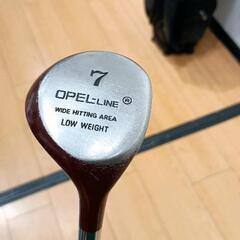 7
OPEL-LINE ®
WIDE HITTING AREA
LOW WEIGHT